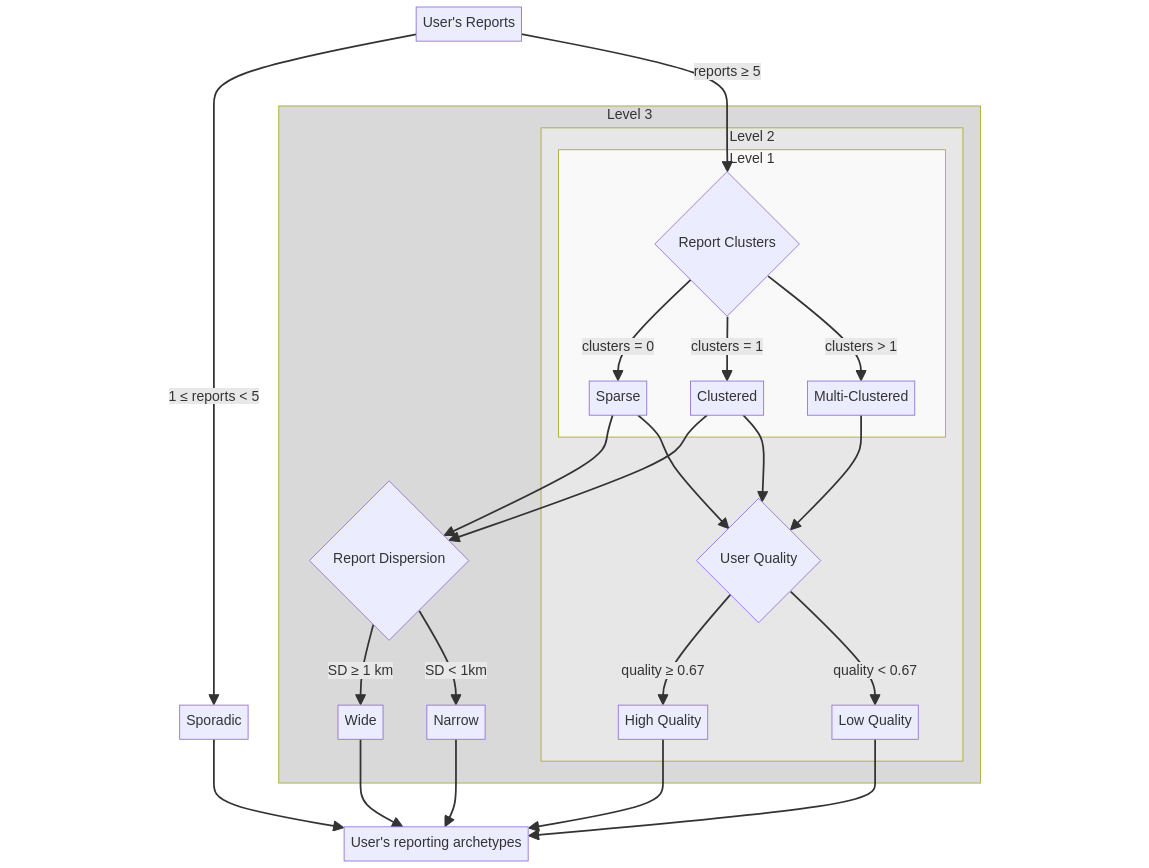 User's Reports
reports ≥ 5
Level 3
Level 2
Level 1
Report Clusters
clusters = 0
clusters = 1
clusters > 1
1 ≤ reports < 5
Sparse
Clustered
Multi-Clustered
Report Dispersion
User Quality
SD ≥ 1 km
SD < 1km
quality ≥ 0.67
quality < 0.67
Sporadic
Wide
Narrow
High Quality
Low Quality
User's reporting archetypes